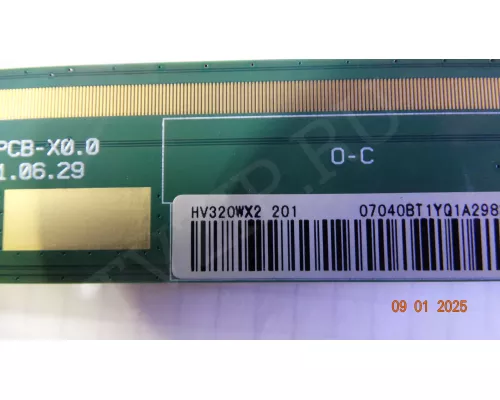 PCB-X0.0
1.06.29
O-C
HV320WX2 201
07040BT1YQ1A298
09 01 2025